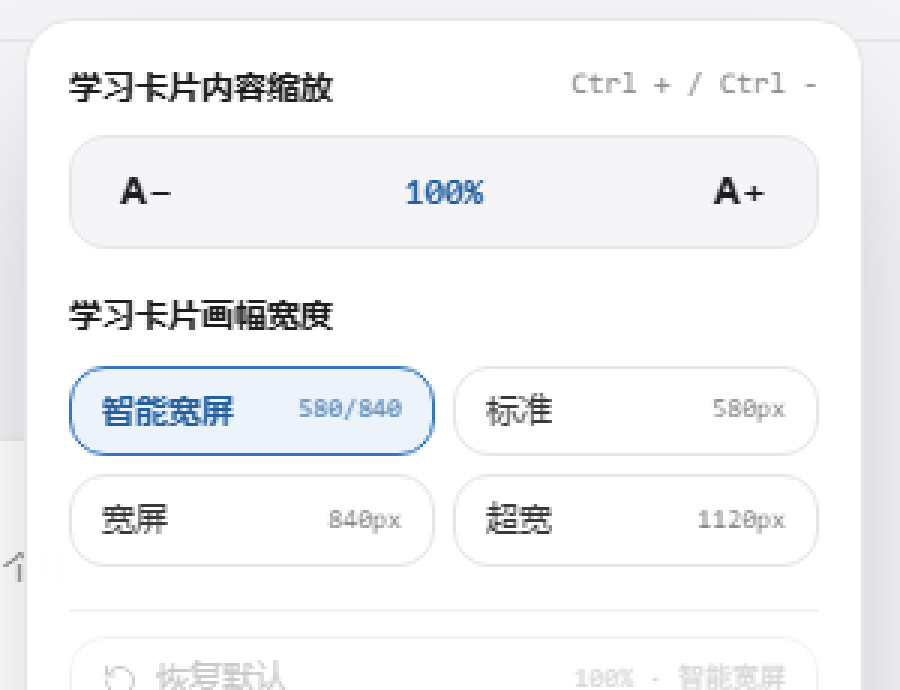 学习卡片内容缩放 Ctrl + / Ctrl -
A− 100% A+
学习卡片画幅宽度
智能宽屏 580/840 标准 580px
宽屏 840px 超宽 1120px
个
恢复默认 100% · 智能宽屏